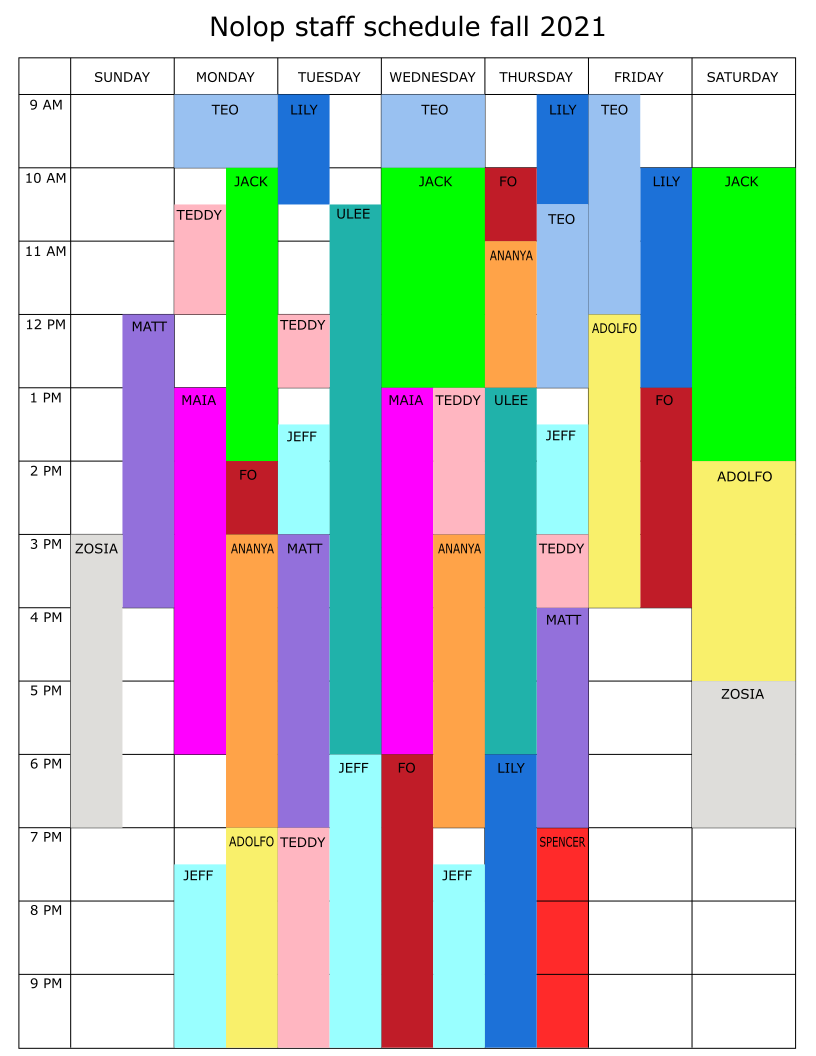 Nolop staff schedule fall 2021
SUNDAY MONDAY TUESDAY WEDNESDAY THURSDAY FRIDAY SATURDAY
9 AM TEO LILY TEO LILY TEO
10 AM JACK JACK FO LILY JACK
TEDDY ULEE TEO
11 AM ANANYA
12 PM MATT TEDDY ADOLFO
1 PM MAIA MAIA TEDDY ULEE FO
JEFF JEFF
2 PM FO ADOLFO
3 PM ZOSIA ANANYA MATT ANANYA TEDDY
4 PM MATT
5 PM ZOSIA
6 PM JEFF FO LILY
7 PM ADOLFO TEDDY SPENCER
JEFF JEFF
8 PM
9 PM